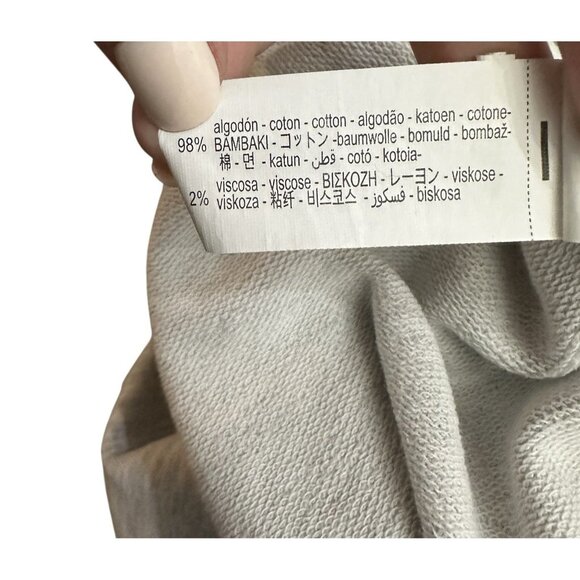 98% algodón - coton - cotton - algodão - katoen - cotone-
BAMBAKI - コットン -baumwolle - bomuld - bombaž-
棉 - 면 - katun - قطن - cotó - kotoia-
2% viscosa - viscose - ΒΙΣΚΟΖΗ - レーヨン - viskose -
viskoza - 粘纤 - 비스코스 - فسكوز - biskosa